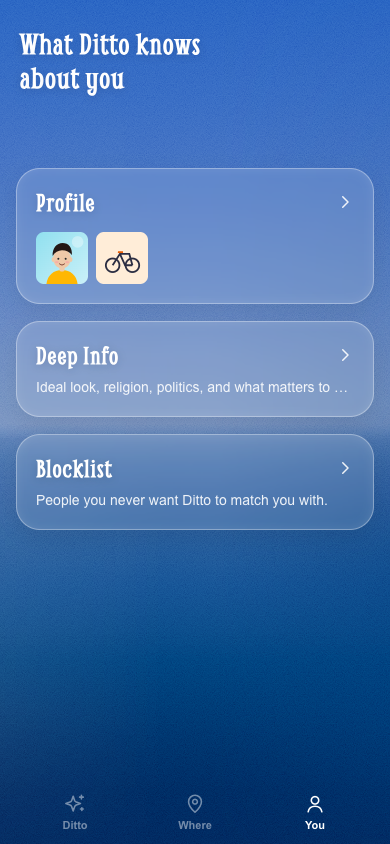 What Ditto knows
about you
Profile
Deep Info
Ideal look, religion, politics, and what matters to ...
Blocklist
People you never want Ditto to match you with.
Ditto
Where
You